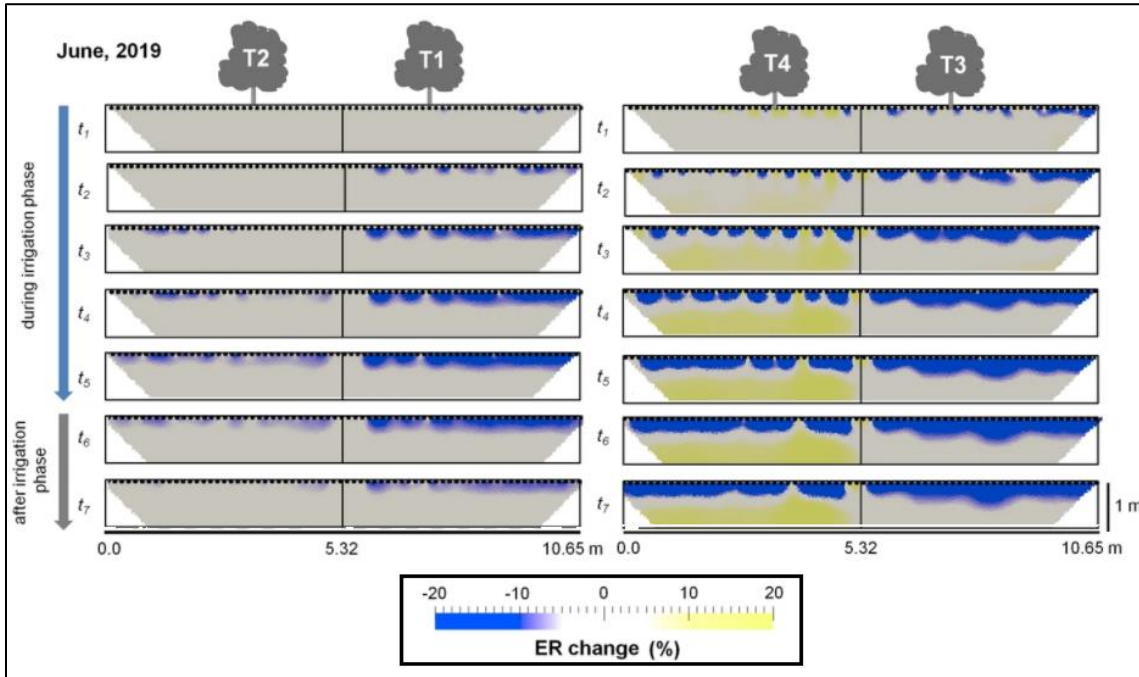 June, 2019
T2
T1
T4
T3
during irrigation phase
after irrigation
phase
t1
t2
t3
t4
t5
t6
t7
t1
t2
t3
t4
t5
t6
t7
1 m
0.0 5.32 10.65 m
0.0 5.32 10.65 m
-20 -10 0 10 20
ER change (%)